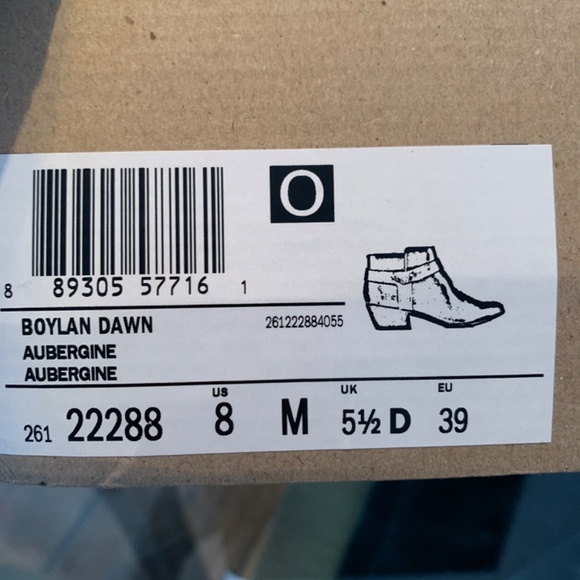 O
8 89305 57716 1
BOYLAN DAWN 261222884055
AUBERGINE
AUBERGINE
US UK EU
261 22288 8 M 5½ D 39